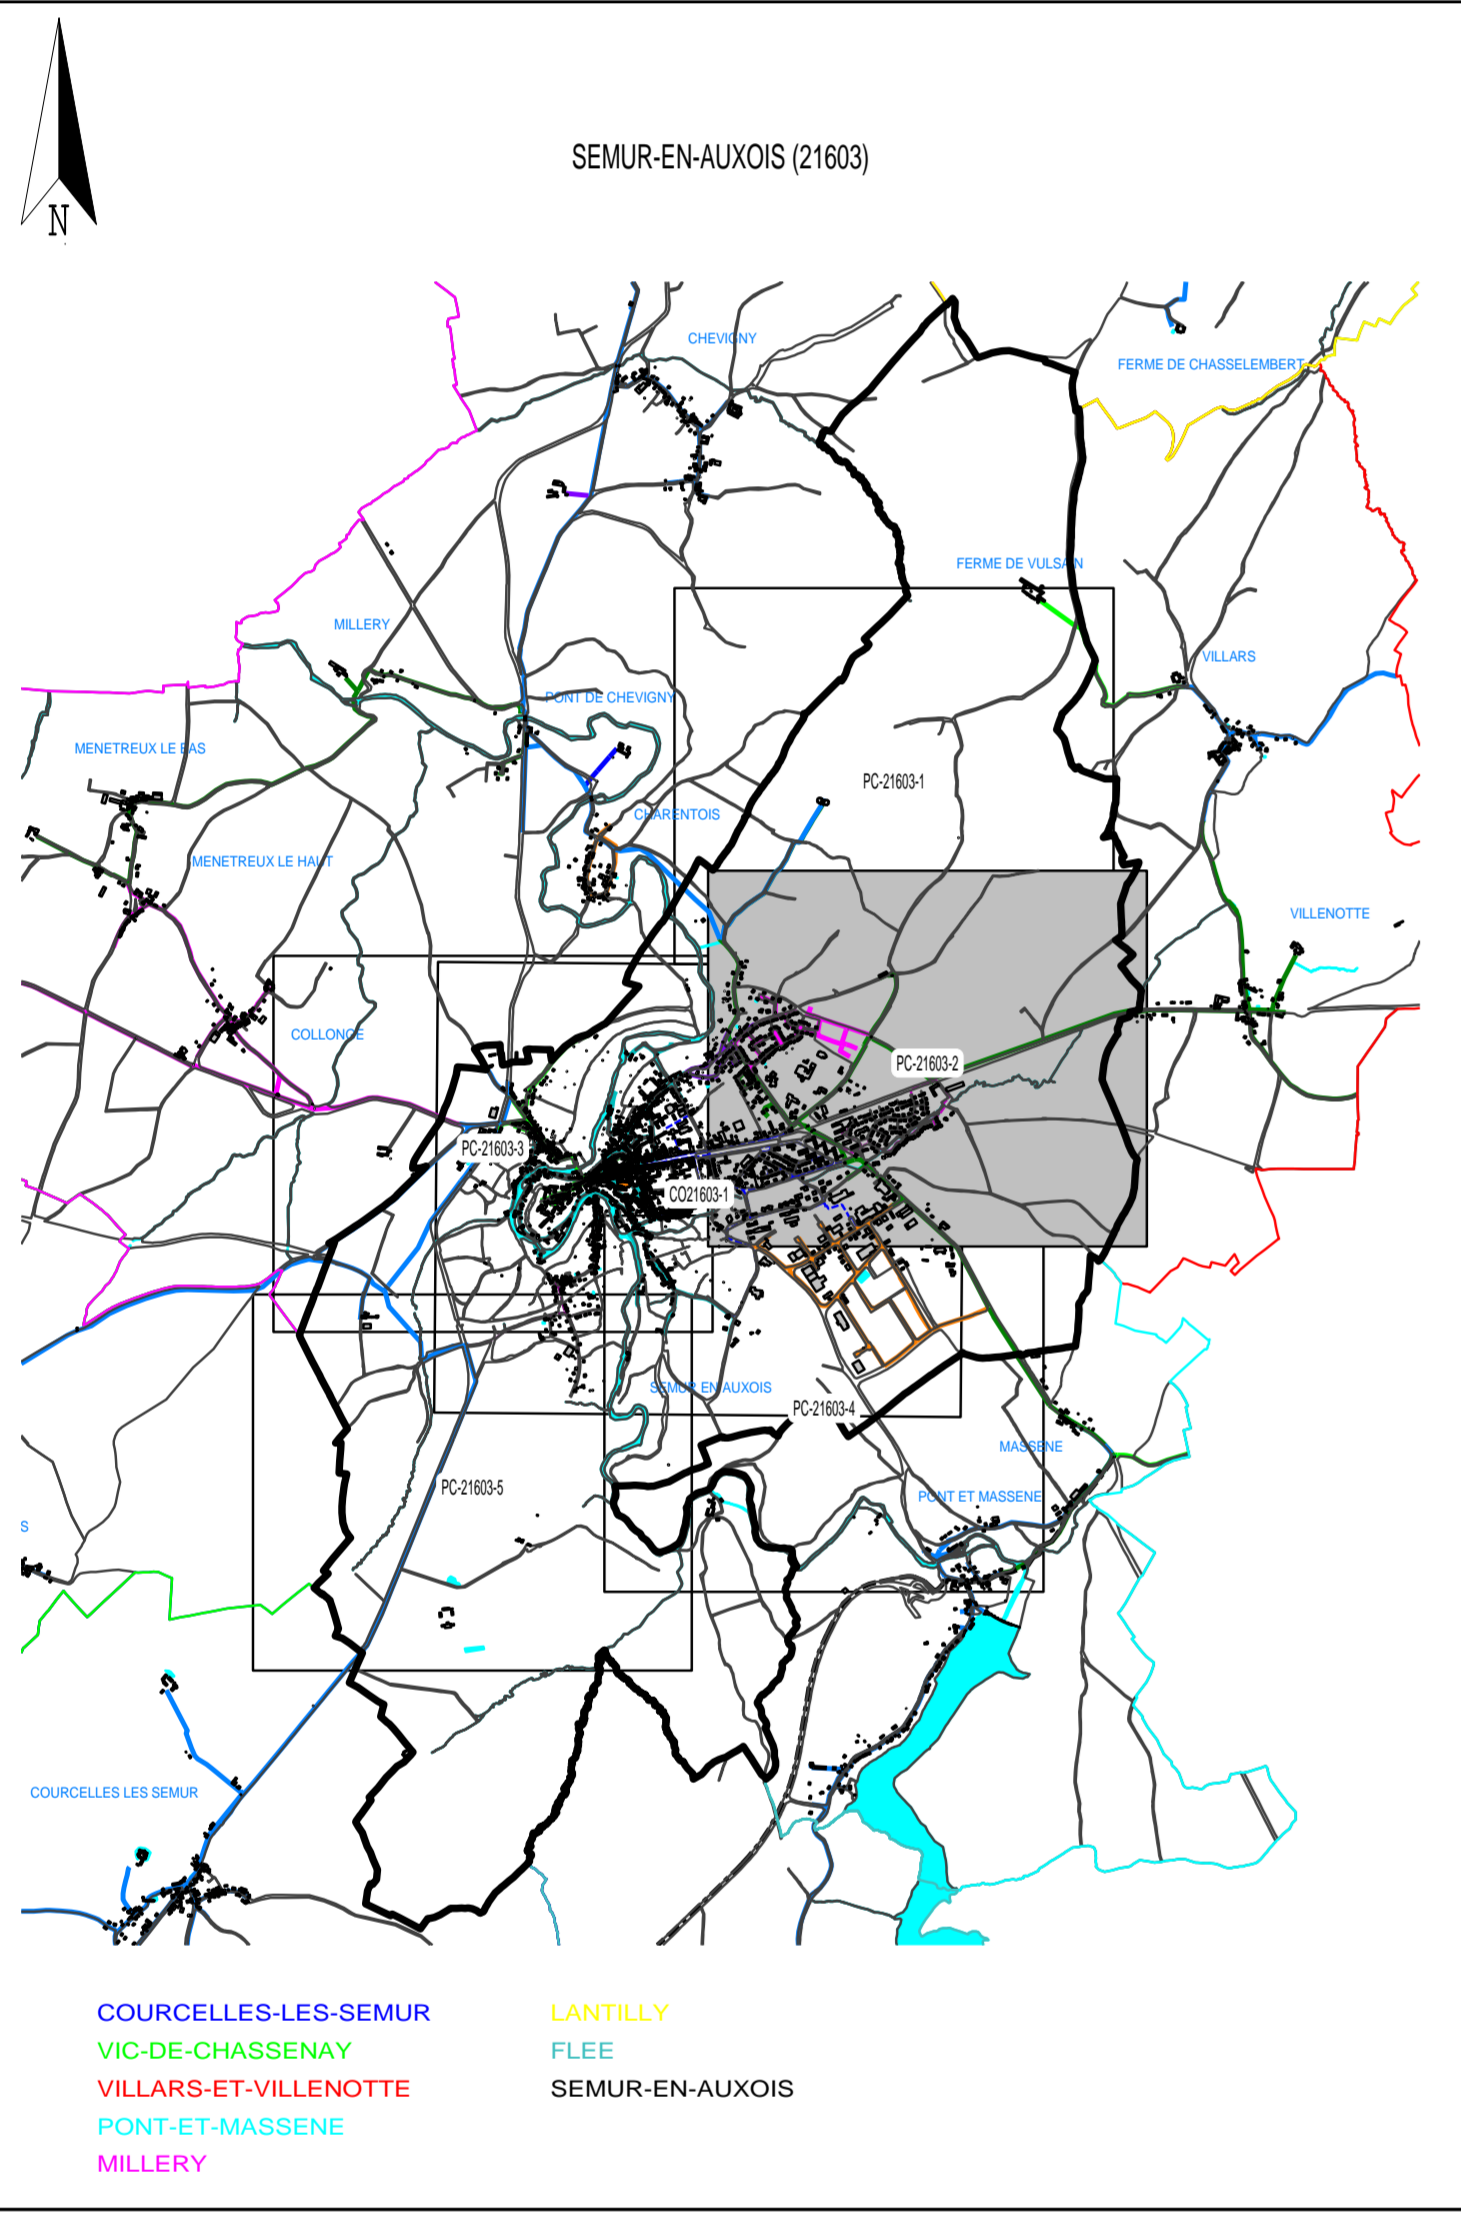 N
SEMUR-EN-AUXOIS (21603)
CHEVIGNY
FERME DE CHASSELEMBERT
FERME DE VULSAIN
MILLERY
VILLARS
PONT DE CHEVIGNY
MENETREUX LE BAS
PC-21603-1
CHARENTOIS
MENETREUX LE HAUT
VILLENOTTE
COLLONGE
PC-21603-2
PC-21603-3
CO21603-1
SEMUR EN AUXOIS
PC-21603-4
MASSENE
PC-21603-5
PONT ET MASSENE
S
COURCELLES LES SEMUR
COURCELLES-LES-SEMUR
VIC-DE-CHASSENAY
VILLARS-ET-VILLENOTTE
PONT-ET-MASSENE
MILLERY
LANTILLY
FLEE
SEMUR-EN-AUXOIS